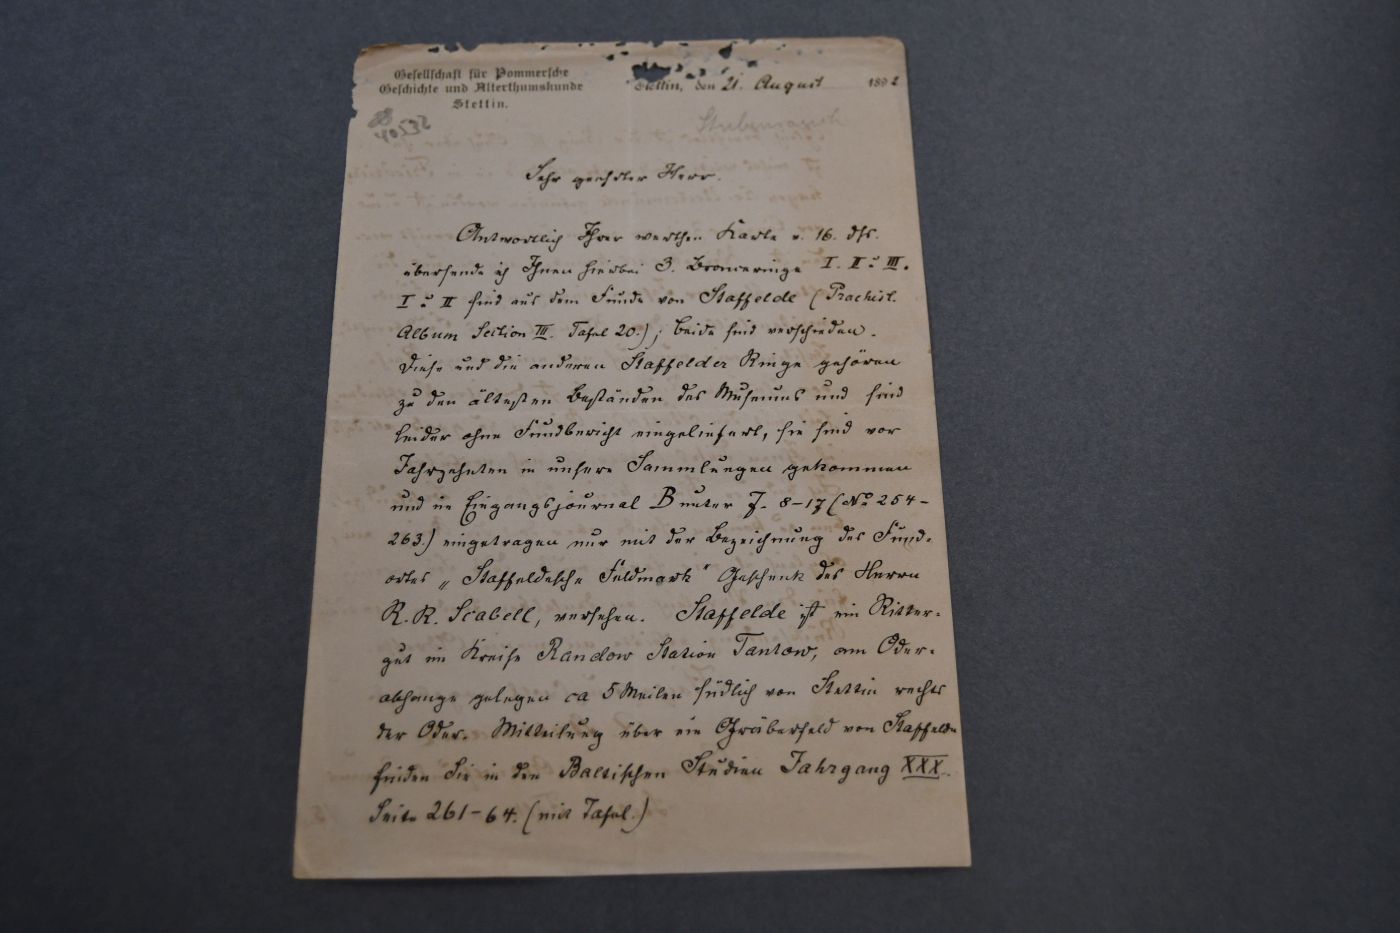 Gesellschaft für Pommersche
Geschichte und Alterthumskunde
Stettin.
Stettin, den 21. August 1892
Sehr geehrter Herr.
Antwortlich Ihrer werthen Karte v. 16. dss.
übersende ich Ihnen hierbei 3. Bronceringe I. II u. III.
I u. II sind aus dem Funde von Staffelde (Praehist.
Album Section III. Tafel 20.); beide sind verschieden.
Diese und die anderen Staffelder Ringe gehören
zu den ältesten Beständen des Museums und sind
leider ohne Fundbericht eingeliefert, sie sind vor
Jahrzehnten in unsere Sammlungen gekommen
und im Eingangsjournal B unter J. 8–17 (No 254–
263.) eingetragen nur mit der Bezeichnung des Fund-
ortes „Staffeldesche Feldmark" Geschenk des Herrn
R. R. Scabell, versehen. Staffelde ist ein Ritter-
gut im Kreise Randow Station Tantow, am Oder-
abhange gelegen ca 5 Meilen südlich von Stettin rechts
der Oder. Mitteilung über ein Gräberfeld von Staffelde
finden Sie in den Baltischen Studien Jahrgang XXX.
Seite 261–64. (mit Tafel.)